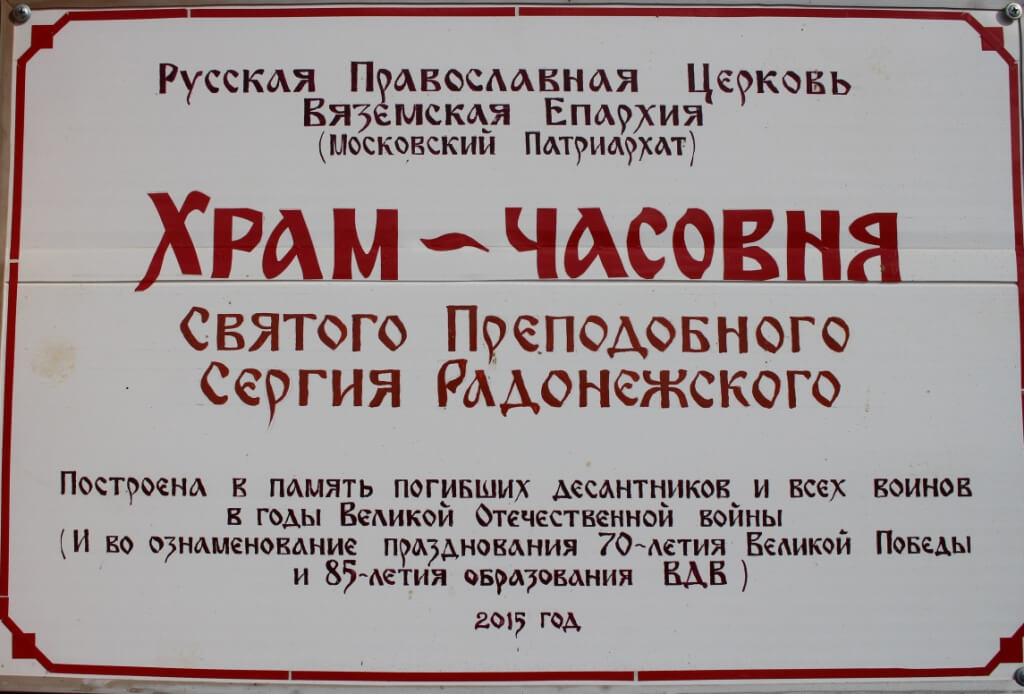 Русская Православная Церковь
Вяземская Епархия
(Московский Патриархат)
Храм - часовня
Святого Преподобного
Сергия Радонежского
Построена в память погибших десантников и всех воинов
в годы Великой Отечественной войны
(И во ознаменование празднования 70-летия Великой Победы
и 85-летия образования ВДВ)
2015 год